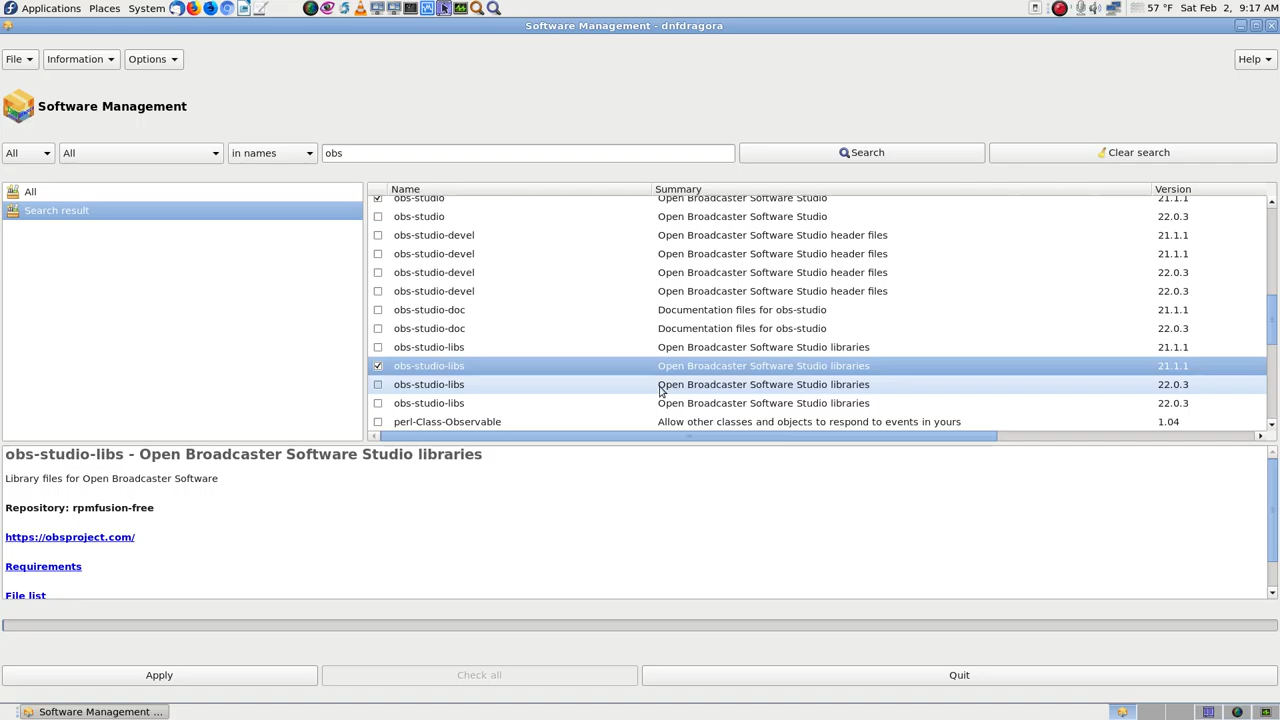 Applications Places System 57 °F Sat Feb 2, 9:17 AM
Software Management - dnfdragora
File Information Options Help
Software Management
All All in names obs Search Clear search
All
Search result
Name Summary Version
obs-studio Open Broadcaster Software Studio 21.1.1
obs-studio Open Broadcaster Software Studio 22.0.3
obs-studio-devel Open Broadcaster Software Studio header files 21.1.1
obs-studio-devel Open Broadcaster Software Studio header files 21.1.1
obs-studio-devel Open Broadcaster Software Studio header files 22.0.3
obs-studio-devel Open Broadcaster Software Studio header files 22.0.3
obs-studio-doc Documentation files for obs-studio 21.1.1
obs-studio-doc Documentation files for obs-studio 22.0.3
obs-studio-libs Open Broadcaster Software Studio libraries 21.1.1
obs-studio-libs Open Broadcaster Software Studio libraries 21.1.1
obs-studio-libs Open Broadcaster Software Studio libraries 22.0.3
obs-studio-libs Open Broadcaster Software Studio libraries 22.0.3
perl-Class-Observable Allow other classes and objects to respond to events in yours 1.04
obs-studio-libs - Open Broadcaster Software Studio libraries
Library files for Open Broadcaster Software
Repository: rpmfusion-free
https://obsproject.com/
Requirements
File list
Apply Check all Quit
Software Management ...